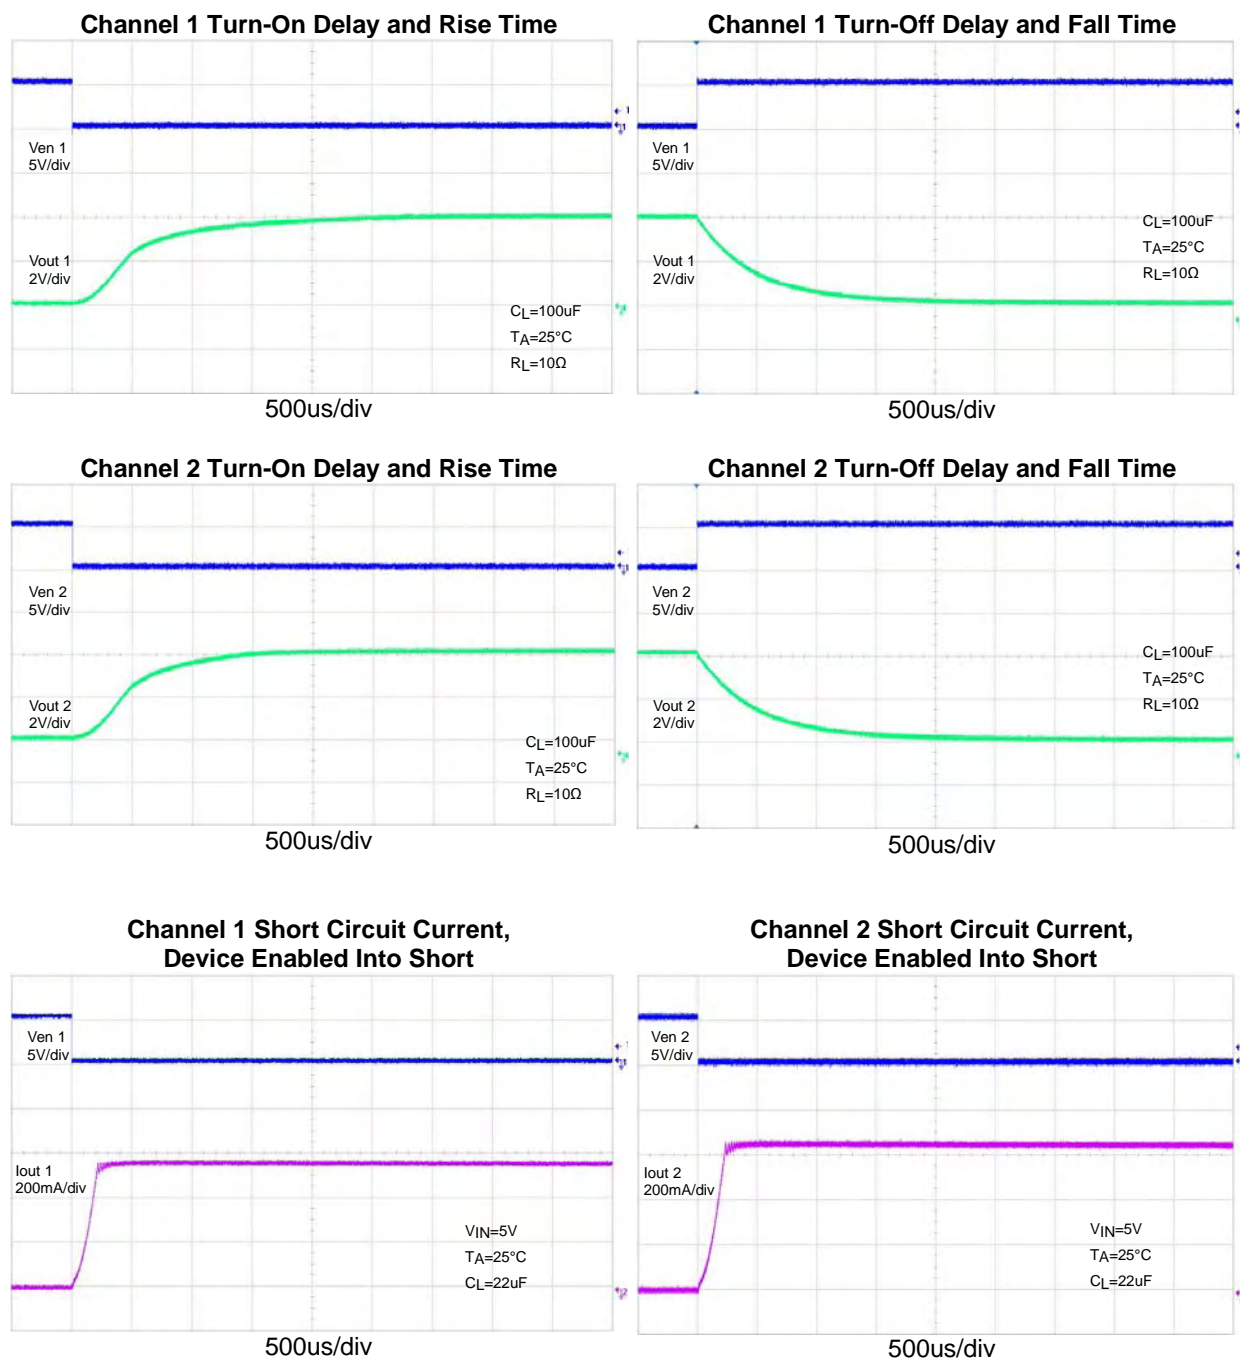 Channel 1 Turn-On Delay and Rise Time
Ven 1
5V/div
Vout 1
2V/div
CL=100uF
TA=25°C
RL=10Ω
500us/div
Channel 1 Turn-Off Delay and Fall Time
Ven 1
5V/div
Vout 1
2V/div
CL=100uF
TA=25°C
RL=10Ω
500us/div
Channel 2 Turn-On Delay and Rise Time
Ven 2
5V/div
Vout 2
2V/div
CL=100uF
TA=25°C
RL=10Ω
500us/div
Channel 2 Turn-Off Delay and Fall Time
Ven 2
5V/div
Vout 2
2V/div
CL=100uF
TA=25°C
RL=10Ω
500us/div
Channel 1 Short Circuit Current,
Device Enabled Into Short
Ven 1
5V/div
Iout 1
200mA/div
VIN=5V
TA=25°C
CL=22uF
500us/div
Channel 2 Short Circuit Current,
Device Enabled Into Short
Ven 2
5V/div
Iout 2
200mA/div
VIN=5V
TA=25°C
CL=22uF
500us/div